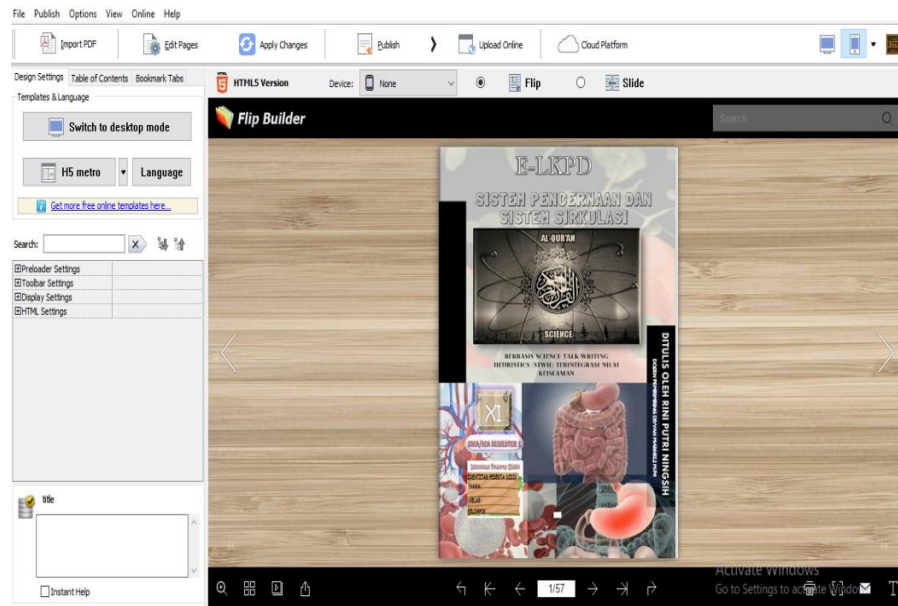 File Publish Options View Online Help
Import PDF Edit Pages Apply Changes Publish Upload Online Cloud Platform
Design Settings Table of Contents Bookmark Tabs
HTML5 Version Device: None Flip Slide
Templates & Language
Switch to desktop mode
H5 metro Language
Get more free online templates here...
Search:
Preloader Settings
Toolbar Settings
Display Settings
HTML Settings
title
Instant Help
Flip Builder Search
E-LKPD
SISTEM PENCERNAAN DAN
SISTEM SIRKULASI
AL-QUR'AN
SCIENCE
BERBASIS SCIENCE TALK-WRITING
HEURISTICS (STWH) TERINTEGRASI NILAI
KEISLAMAN
DITULIS OLEH RINI PUTRI NINGSIH
XI
SEMESTER
KELAS
1/57
Activate Windows
Go to Settings to activate Windows